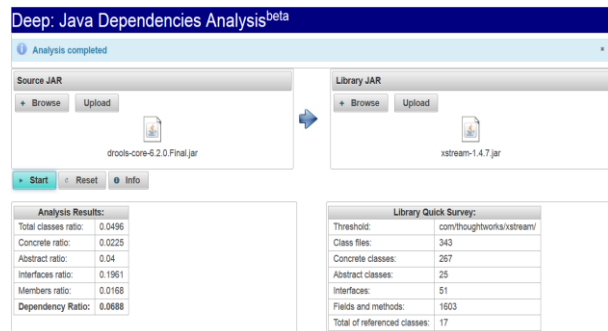 Deep: Java Dependencies Analysisbeta
Analysis completed
Source JAR
+ Browse Upload
drools-core-6.2.0.Final.jar
Library JAR
+ Browse Upload
xstream-1.4.7.jar
Start Reset Info
Analysis Results:
Total classes ratio: 0.0496
Concrete ratio: 0.0225
Abstract ratio: 0.04
Interfaces ratio: 0.1961
Members ratio: 0.0168
Dependency Ratio: 0.0688
Library Quick Survey:
Threshold: com/thoughtworks/xstream/
Class files: 343
Concrete classes: 267
Abstract classes: 25
Interfaces: 51
Fields and methods: 1603
Total of referenced classes: 17